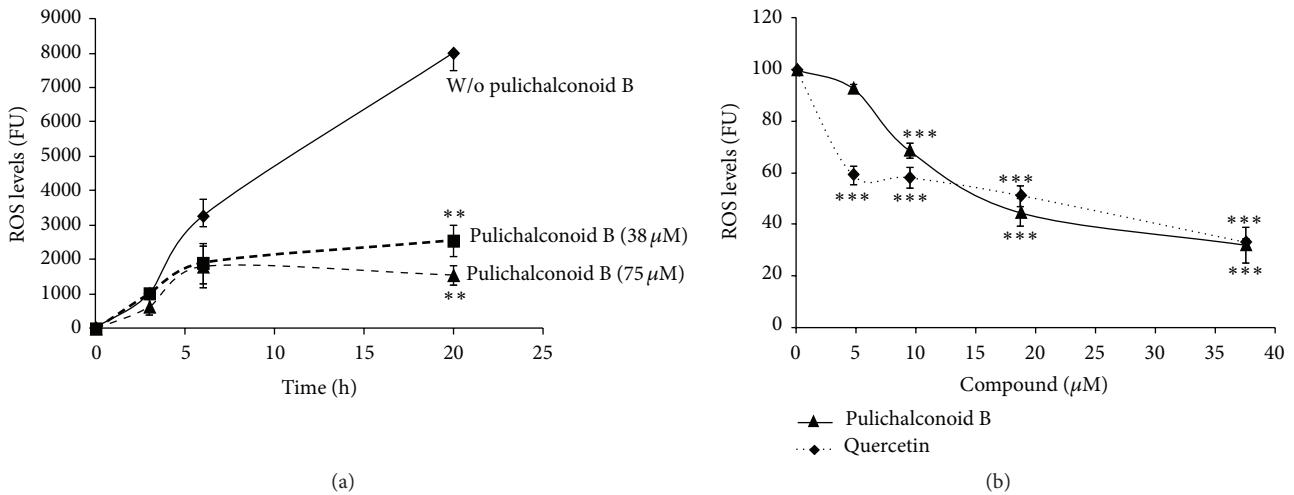 9000
8000
7000
6000
5000
4000
3000
2000
1000
0
ROS levels (FU)
W/o pulichalconoid B
**
Pulichalconoid B (38 μM)
Pulichalconoid B (75 μM)
**
0 5 10 15 20 25
Time (h)
(a)
120
100
80
60
40
20
0
ROS levels (FU)
***
***
***
***
***
***
***
0 5 10 15 20 25 30 35 40
Compound (μM)
Pulichalconoid B
Quercetin
(b)